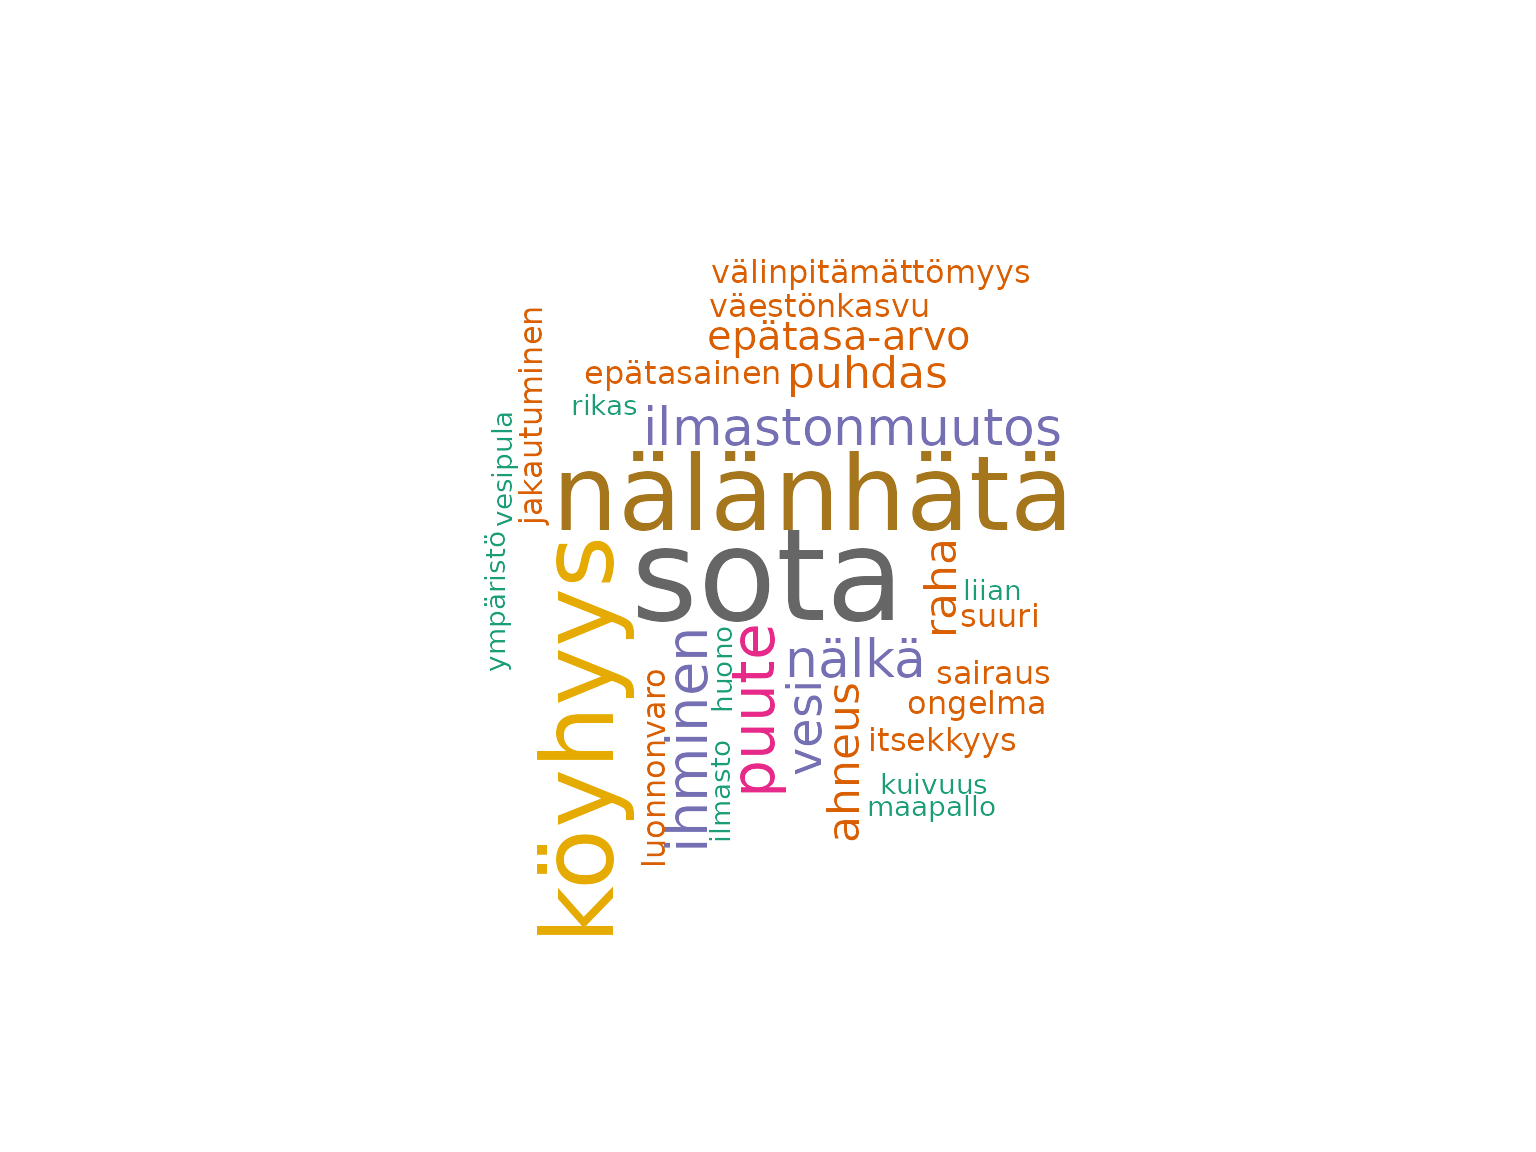 välinpitämättömyys
väestönkasvu
epätasa-arvo
epätasainen
puhdas
rikas
ilmastonmuutos
jakautuminen
vesipula
nälänhätä
ympäristö
köyhyys
sota
raha
liian
suuri
ihminen
huono
puute
nälkä
sairaus
luonnonvaro
vesi
ahneus
ongelma
itsekkyys
ilmasto
kuivuus
maapallo